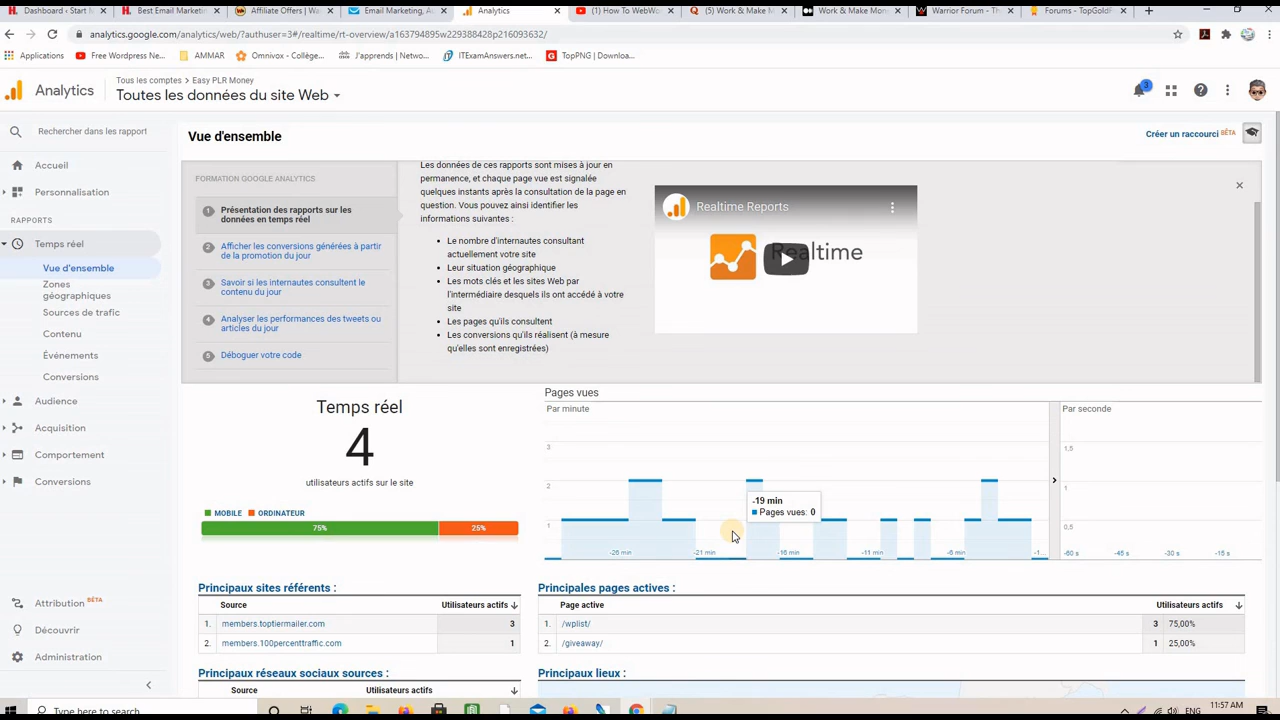 Dashboard ‹ Start M
Best Email Marketing
Affiliate Offers | Wa
Email Marketing, A
Analytics
(1) How To WebWo
(5) Work & Make M
Work & Make Mon
Warrior Forum - Th
Forums - TopGoldF
analytics.google.com/analytics/web/?authuser=3#/realtime/rt-overview/a163794895w229388428p216093632/
Applications
Free Wordpress Ne...
AMMAR
Omnivox - Collège...
J'apprends | Netwo...
ITExamAnswers.net...
TopPNG | Downloa...
Analytics
Tous les comptes > Easy PLR Money
Toutes les données du site Web
3
Rechercher dans les rapport
Accueil
Personnalisation
RAPPORTS
Temps réel
Vue d'ensemble
Zones
géographiques
Sources de trafic
Contenu
Événements
Conversions
Audience
Acquisition
Comportement
Conversions
Attribution BÊTA
Découvrir
Administration
Vue d'ensemble
Créer un raccourci BÊTA
FORMATION GOOGLE ANALYTICS
1 Présentation des rapports sur les
données en temps réel
2 Afficher les conversions générées à partir
de la promotion du jour
3 Savoir si les internautes consultent le
contenu du jour
4 Analyser les performances des tweets ou
articles du jour
5 Déboguer votre code
Les données de ces rapports sont mises à jour en
permanence, et chaque page vue est signalée
quelques instants après la consultation de la page en
question. Vous pouvez ainsi identifier les
informations suivantes :
• Le nombre d'internautes consultant
actuellement votre site
• Leur situation géographique
• Les mots clés et les sites Web par
l'intermédiaire desquels ils ont accédé à votre
site
• Les pages qu'ils consultent
• Les conversions qu'ils réalisent (à mesure
qu'elles sont enregistrées)
Realtime Reports
Realtime
Temps réel
4
utilisateurs actifs sur le site
MOBILE ORDINATEUR
75% 25%
Pages vues
Par minute
3
2
1
-26 min -21 min -16 min -11 min -6 min -1...
-19 min
Pages vues: 0
Par seconde
1,5
1
0,5
-60 s -45 s -30 s -15 s
Principaux sites référents :
Source Utilisateurs actifs
1. members.toptiermailer.com 3
2. members.100percenttraffic.com 1
Principales pages actives :
Page active Utilisateurs actifs
1. /wplist/ 3 75,00%
2. /giveaway/ 1 25,00%
Principaux réseaux sociaux sources :
Source Utilisateurs actifs
Principaux lieux :
Type here to search
ENG
11:57 AM